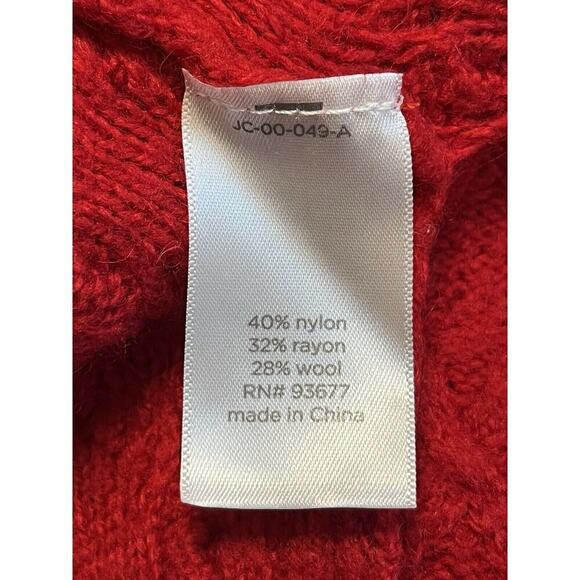 JC-00-049-A
40% nylon
32% rayon
28% wool
RN# 93677
made in China